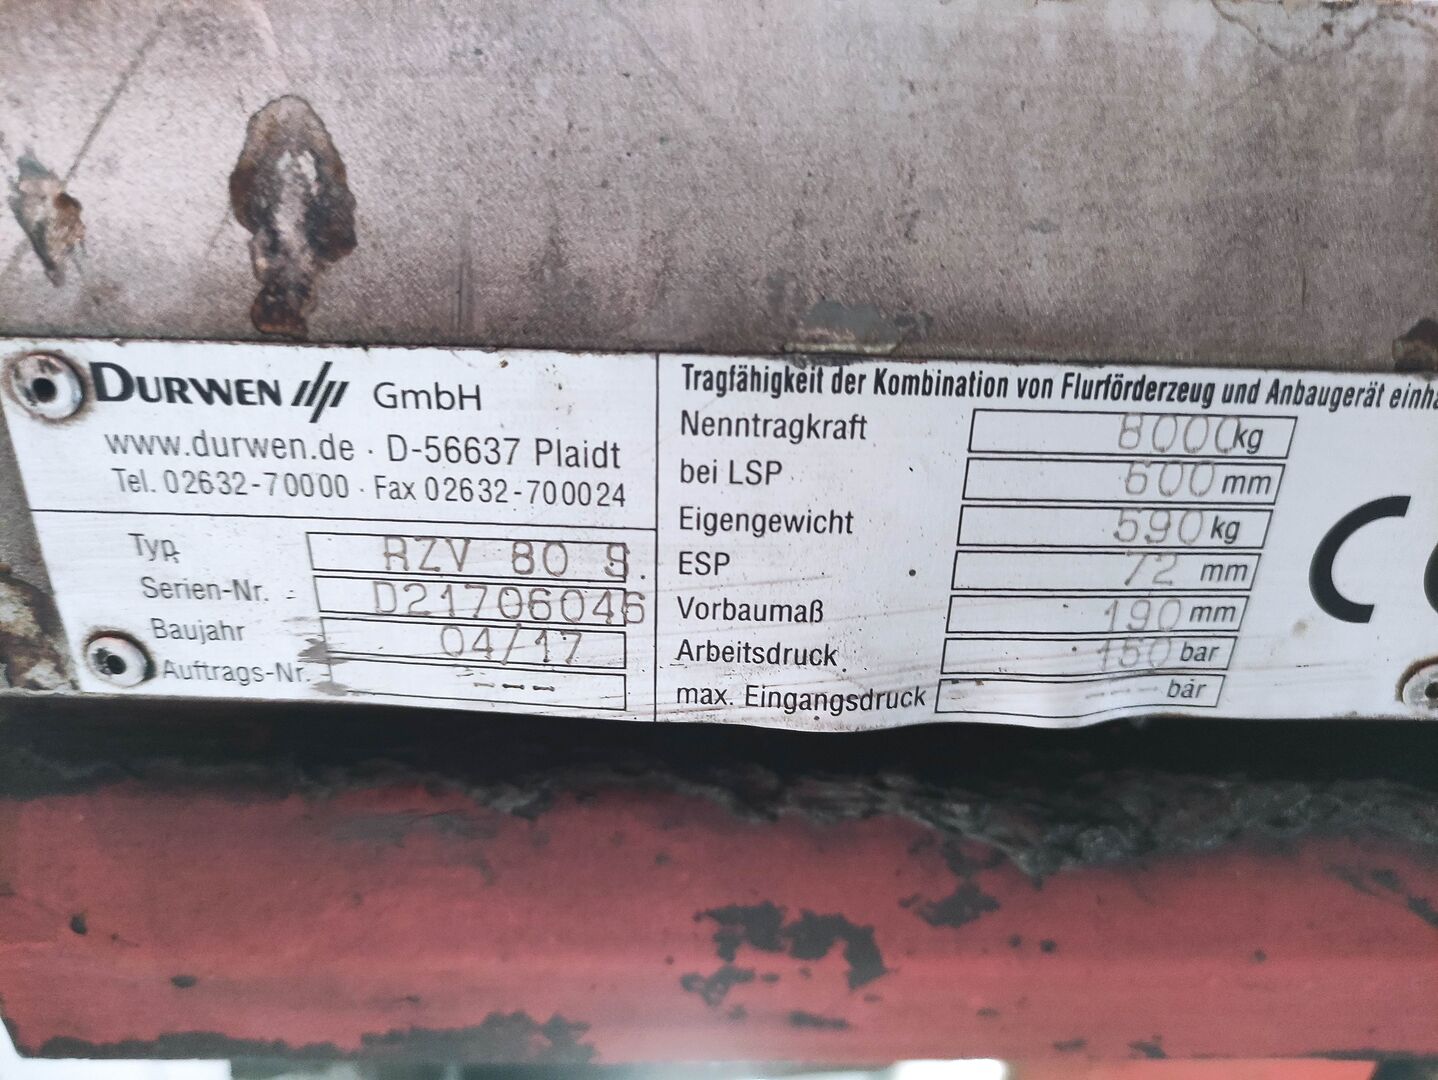 DURWEN GmbH
www.durwen.de · D-56637 Plaidt
Tel. 02632-70000 · Fax 02632-700024
Typ. RZV 80 S
Serien-Nr. D21706046
Baujahr 04/17
Auftrags-Nr. ---
Tragfähigkeit der Kombination von Flurförderzeug und Anbaugerät
Nenntragkraft 8000 kg
bei LSP 600 mm
Eigengewicht 590 kg
ESP 72 mm
Vorbaumaß 190 mm
Arbeitsdruck 150 bar
max. Eingangsdruck --- bar
CE